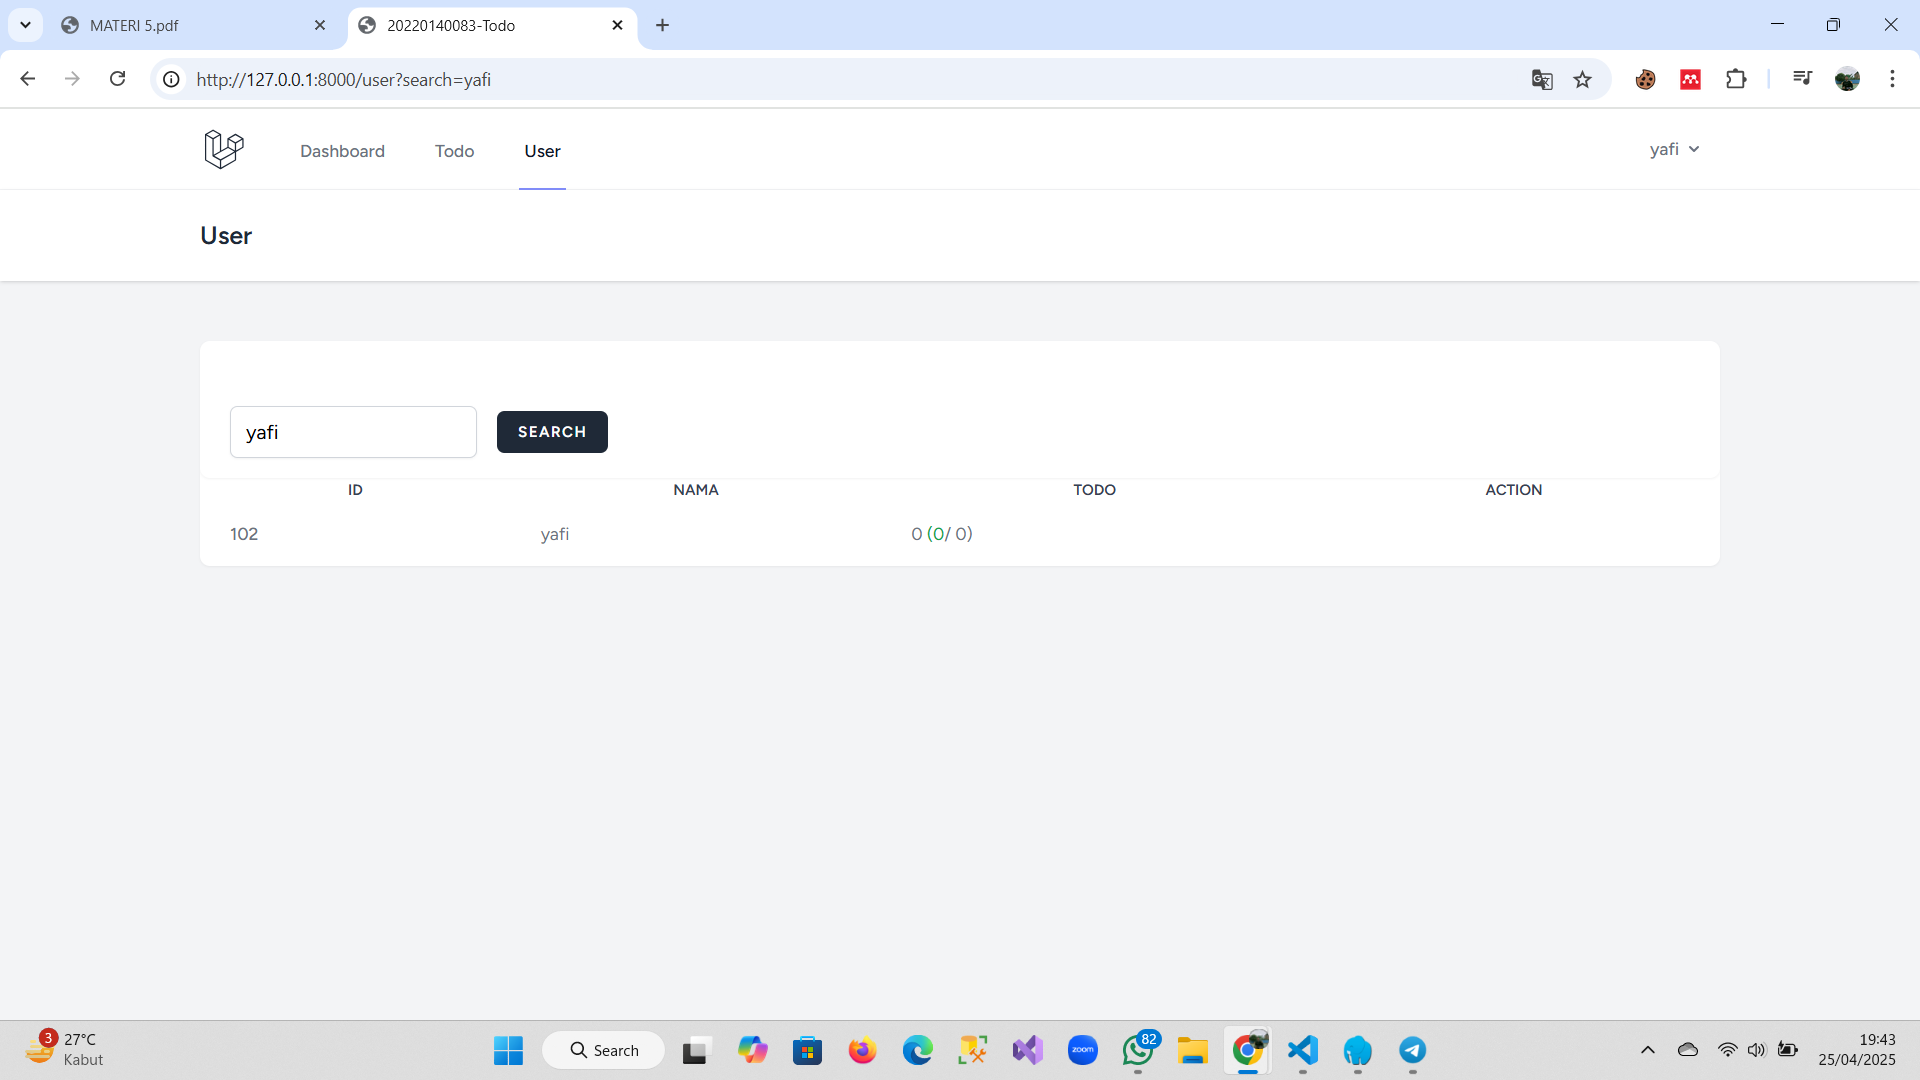 MATERI 5.pdf
20220140083-Todo
http://127.0.0.1:8000/user?search=yafi
Dashboard
Todo
User
yafi
User
yafi
SEARCH
ID NAMA TODO ACTION
102 yafi 0 (0/ 0)
3
27°C
Kabut
Search
zoom
82
19:43
25/04/2025